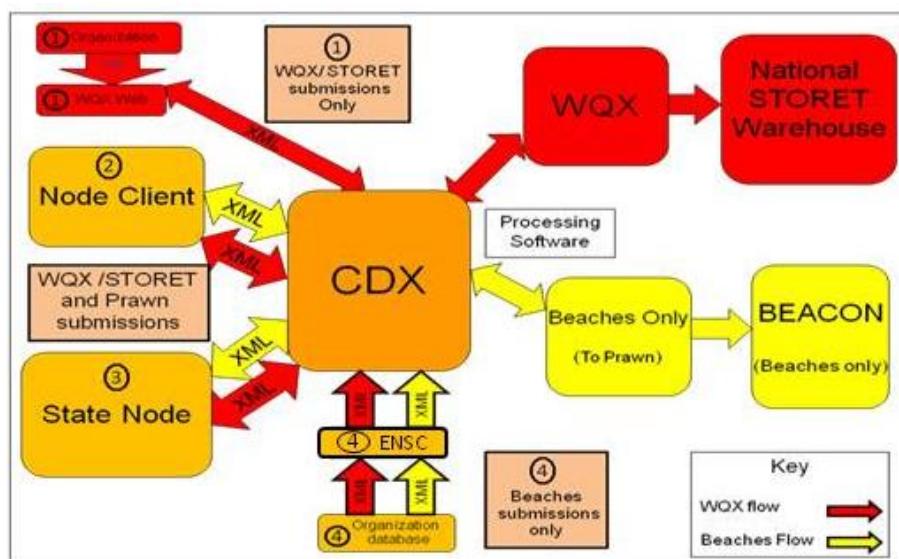 ① Organization
① WQX Web
①
WQX/STORET
submissions
Only
XML
WQX
National
STORET
Warehouse
②
Node Client
XML
XML
WQX /STORET
and Prawn
submissions
CDX
Processing
Software
Beaches Only
(To Prawn)
BEACON
(Beaches only)
③
State Node
XML
XML
XML
XML
④ ENSC
XML
XML
④ Organization
database
④
Beaches
submissions
only
Key
WQX flow
Beaches Flow